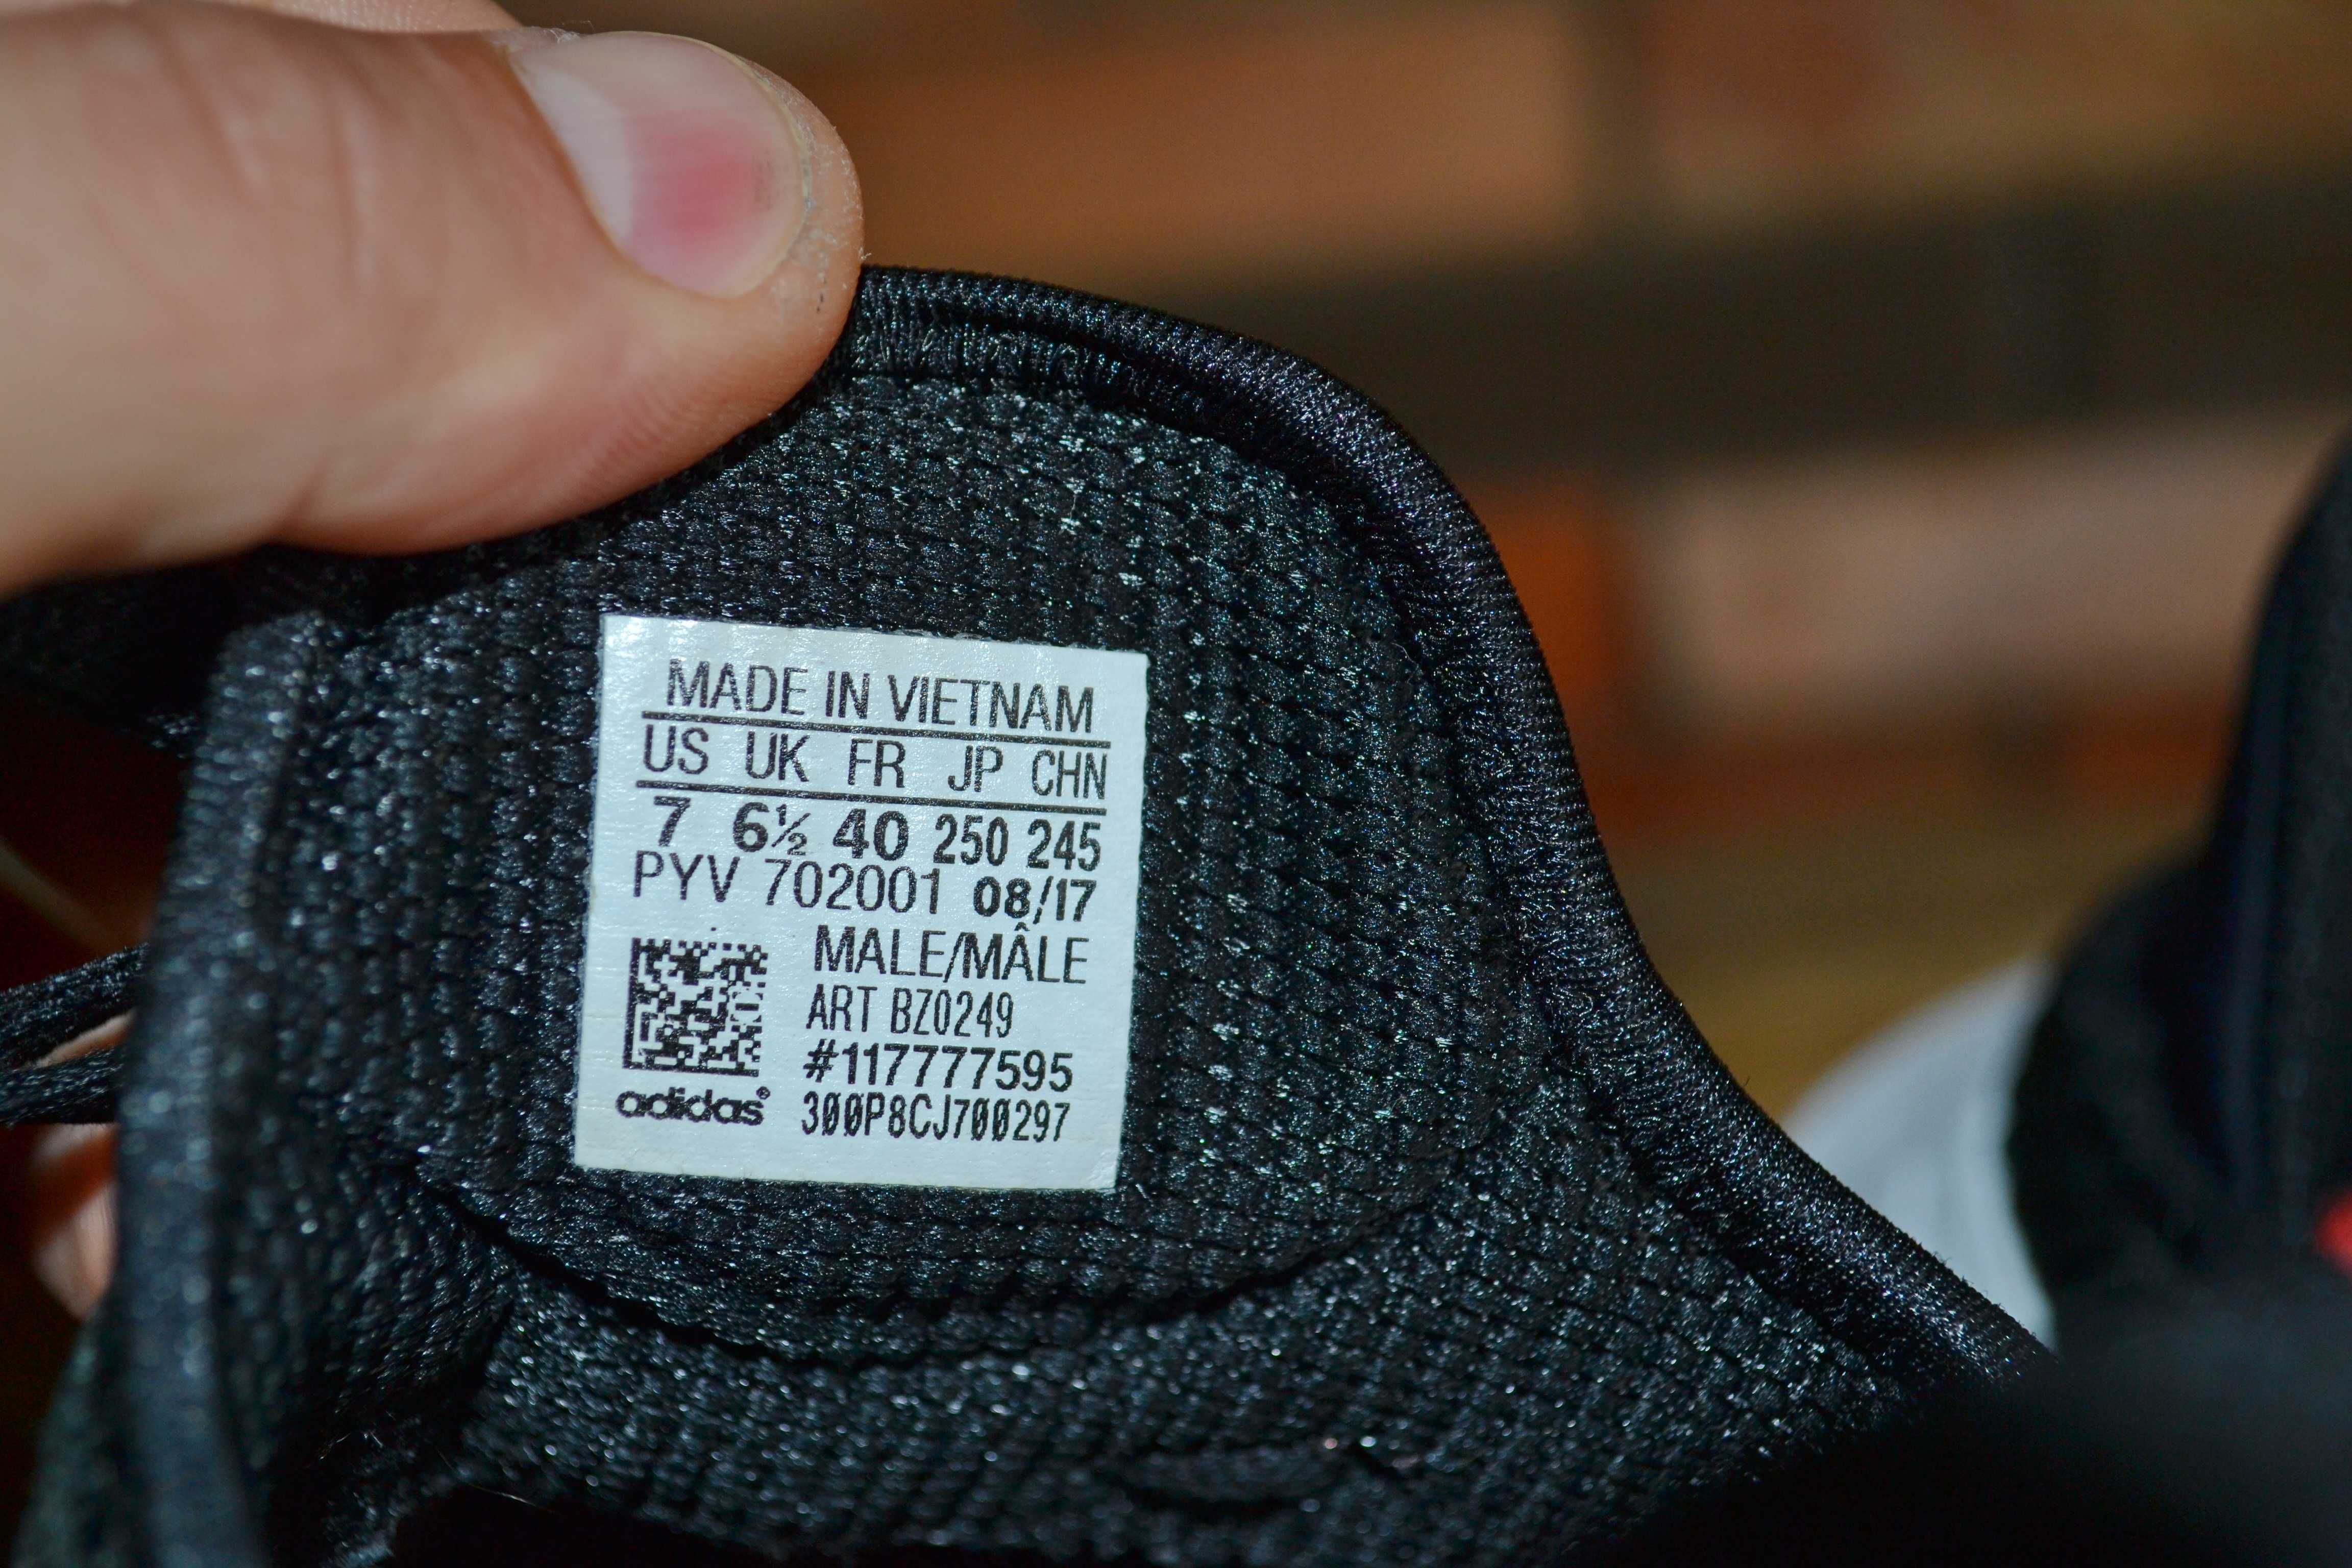 MADE IN VIETNAM
US UK FR JP CHN
7 6½ 40 250 245
PYV 702001 08/17
MALE/MÂLE
ART BZ0249
#117777595
adidas® 300P8CJ700297